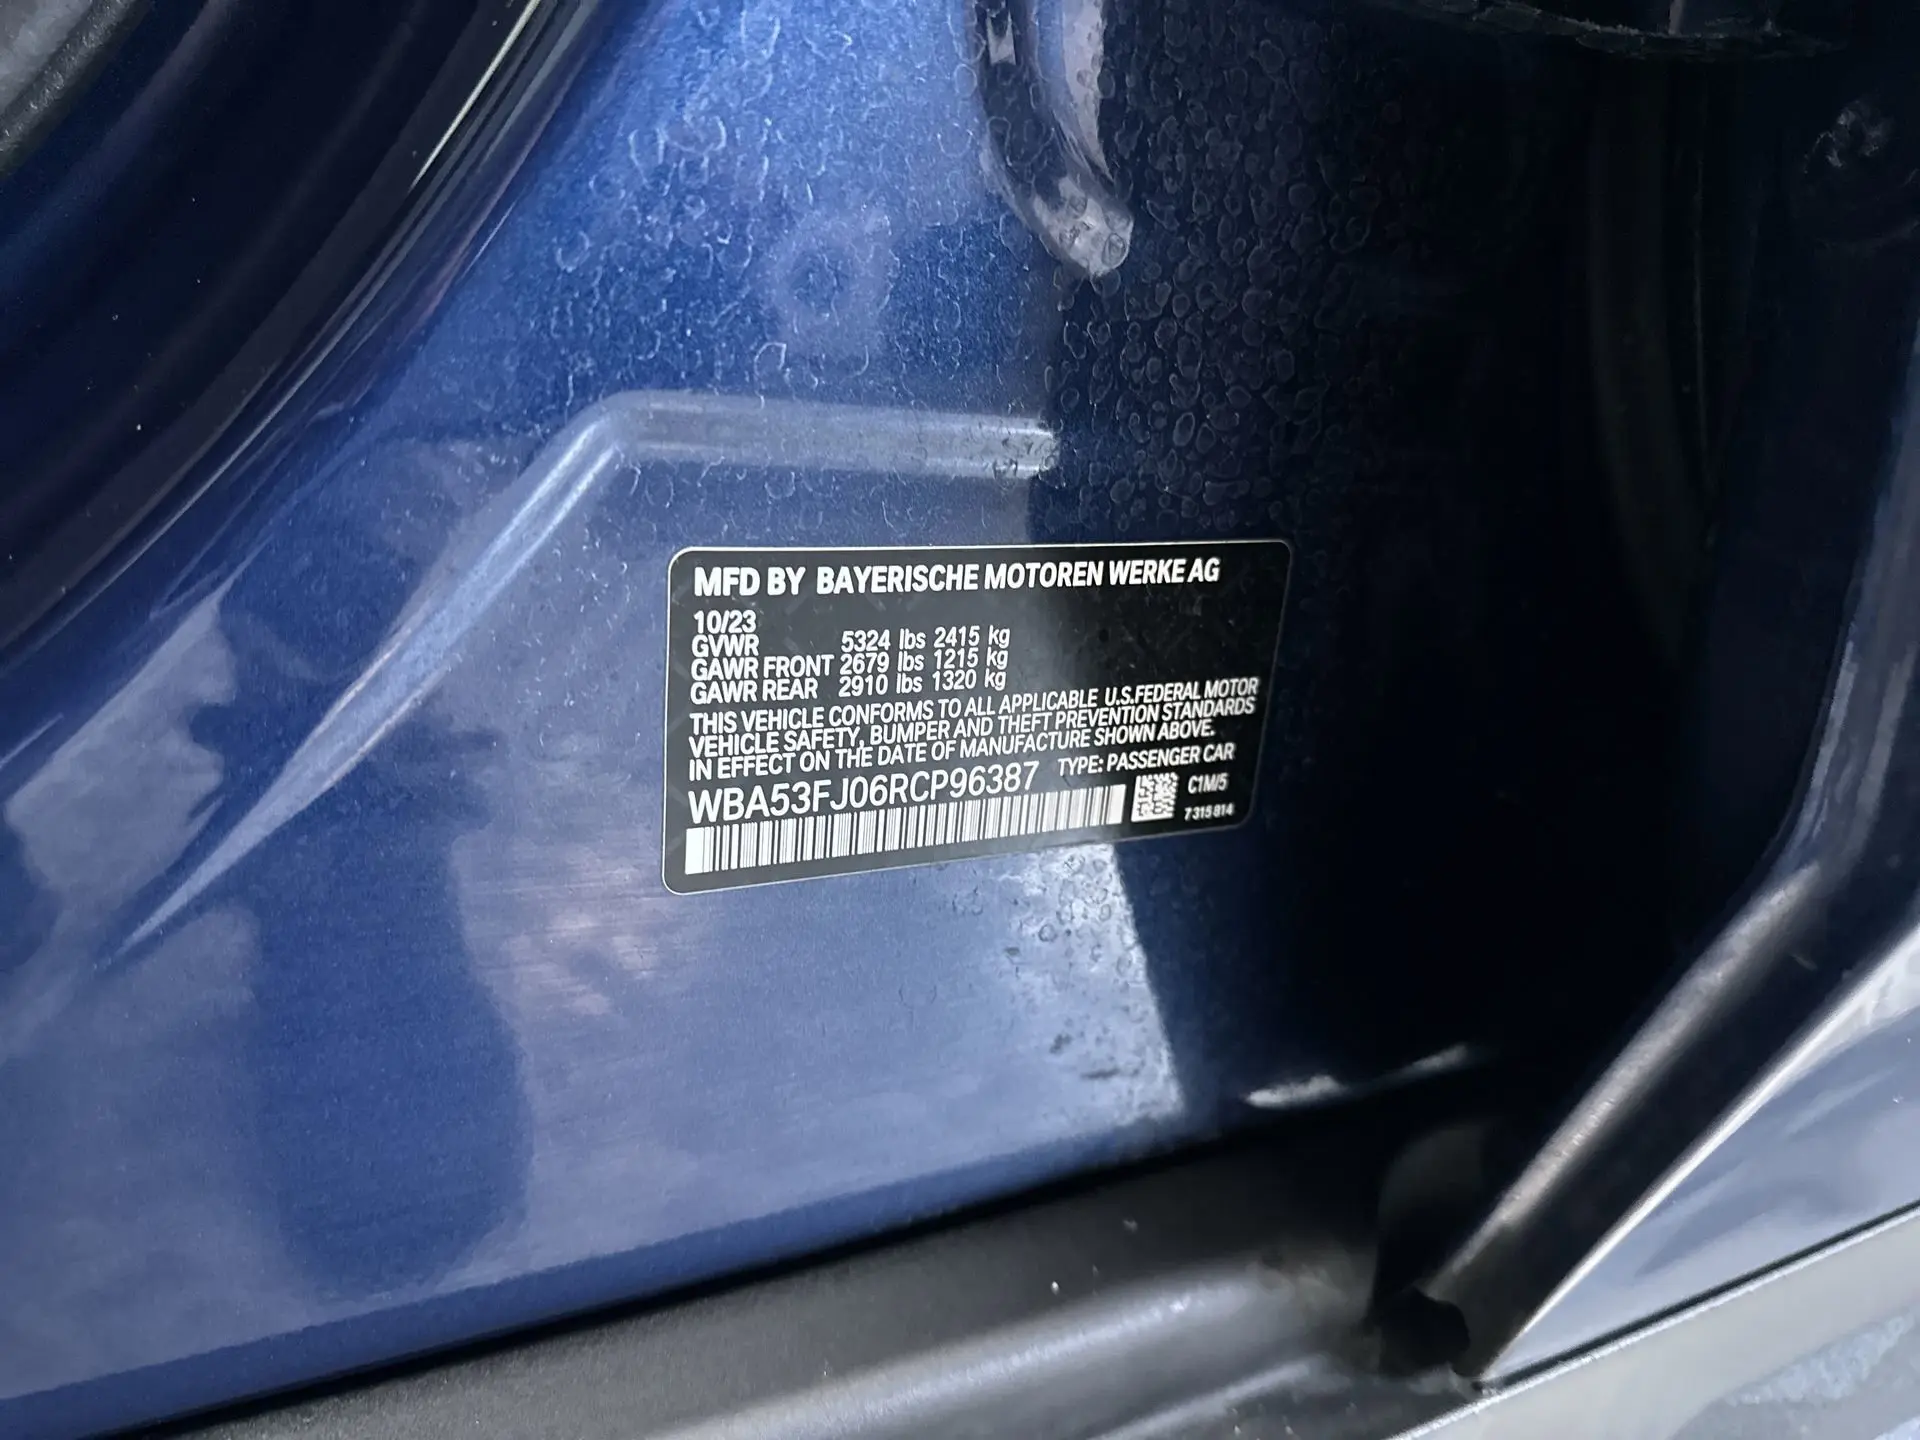 MFD BY BAYERISCHE MOTOREN WERKE AG
10/23
GVWR 5324 lbs 2415 kg
GAWR FRONT 2679 lbs 1215 kg
GAWR REAR 2910 lbs 1320 kg
THIS VEHICLE CONFORMS TO ALL APPLICABLE U.S.FEDERAL MOTOR
VEHICLE SAFETY, BUMPER AND THEFT PREVENTION STANDARDS
IN EFFECT ON THE DATE OF MANUFACTURE SHOWN ABOVE.
WBA53FJ06RCP96387 TYPE: PASSENGER CAR
C1M/5
7315814